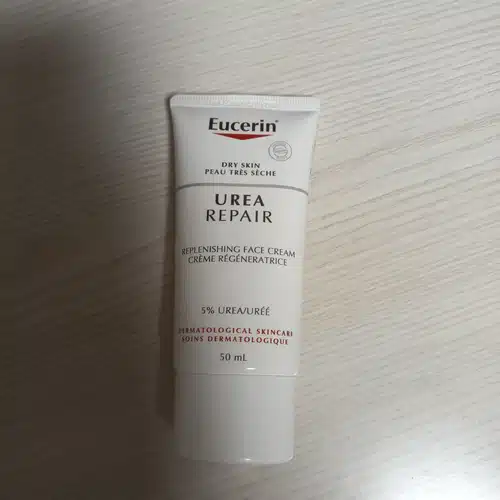 Eucerin®
DRY SKIN
PEAU TRÈS SÈCHE
UREA
REPAIR
REPLENISHING FACE CREAM
CRÈME RÉGÉNERATRICE
5% UREA/URÉÉ
DERMATOLOGICAL SKINCARE
SOINS DERMATOLOGIQUE
50 mL